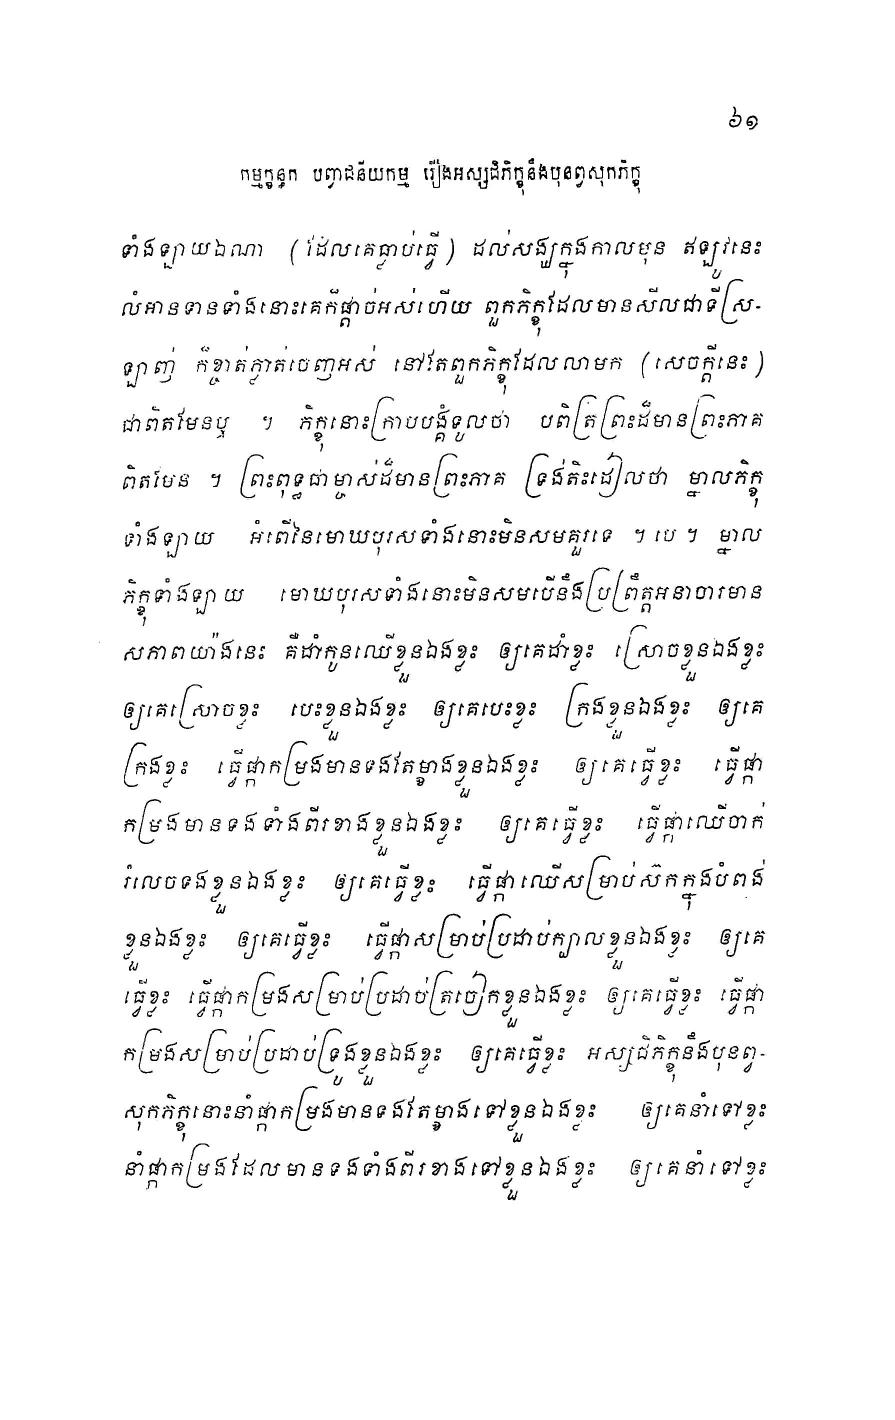 ៦១
កម្មក្ខន្ធក បញ្វជនីយកម្ម រឿងអស្សជិភិក្ខុនឹងបុនព្វសុកភិក្ខុ
ទាំងឡាយឯណា (ដែលគេធ្លាប់ធ្វើ) ដល់សង្ឃក្នុងកាលមុន ឥឡូវនេះ
លំអានទានទាំងនោះគេក៏ផ្តាច់អស់ហើយ ពួកភិក្ខុដែលមានសីលជាទីស្រ-
ឡាញ់ ក៏ខ្ចាត់ខ្ចាត់ចេញអស់ នៅតែពួកភិក្ខុដែលលាមក (សេចក្តីនេះ)
ជាពិតមែនឬ ។ ភិក្ខុនោះក្រាបបង្គំទូលថា បពិត្រព្រះដ៏មានព្រះភាគ
ពិតមែន ។ ព្រះពុទ្ធជាម្ចាស់ដ៏មានព្រះភាគ ទ្រង់តិះដៀលថា ម្នាលភិក្ខុ
ទាំងឡាយ អំពើនៃមោឃបុរសទាំងនោះមិនសមគួរទេ ។ បេ ។ ម្នាល
ភិក្ខុទាំងឡាយ មោឃបុរសទាំងនោះមិនសមបើនឹងប្រព្រឹត្តអនាចារមាន
សភាពយ៉ាងនេះ គឺដាំកូនឈើខ្លួនឯងខ្លះ ឲ្យគេដាំខ្លះ ស្រោចខ្លួនឯងខ្លះ
ឲ្យគេស្រោចខ្លះ បេះខ្លួនឯងខ្លះ ឲ្យគេបេះខ្លះ ក្រងខ្លួនឯងខ្លះ ឲ្យគេ
ក្រងខ្លះ ធ្វើផ្កាកម្រងមានទងតែម្ខាងខ្លួនឯងខ្លះ ឲ្យគេធ្វើខ្លះ ធ្វើផ្កា
កម្រងមានទងទាំងពីរខាងខ្លួនឯងខ្លះ ឲ្យគេធ្វើខ្លះ ធ្វើផ្កាឈើចាក់
រំលេចទងខ្លួនឯងខ្លះ ឲ្យគេធ្វើខ្លះ ធ្វើផ្កាឈើសម្រាប់ស៊កក្នុងបំពង់
ខ្លួនឯងខ្លះ ឲ្យគេធ្វើខ្លះ ធ្វើផ្កាសម្រាប់ប្រដាប់ក្បាលខ្លួនឯងខ្លះ ឲ្យគេ
ធ្វើខ្លះ ធ្វើផ្កាកម្រងសម្រាប់ប្រដាប់ត្រចៀកខ្លួនឯងខ្លះ ឲ្យគេធ្វើខ្លះ ធ្វើផ្កា
កម្រងសម្រាប់ប្រដាប់ទ្រូងខ្លួនឯងខ្លះ ឲ្យគេធ្វើខ្លះ អស្សជិភិក្ខុនឹងបុនព្វ-
សុកភិក្ខុនោះនាំផ្កាកម្រងមានទងតែម្ខាងទៅខ្លួនឯងខ្លះ ឲ្យគេនាំទៅខ្លះ
នាំផ្កាកម្រងដែលមានទងទាំងពីរខាងទៅខ្លួនឯងខ្លះ ឲ្យគេនាំទៅខ្លះ